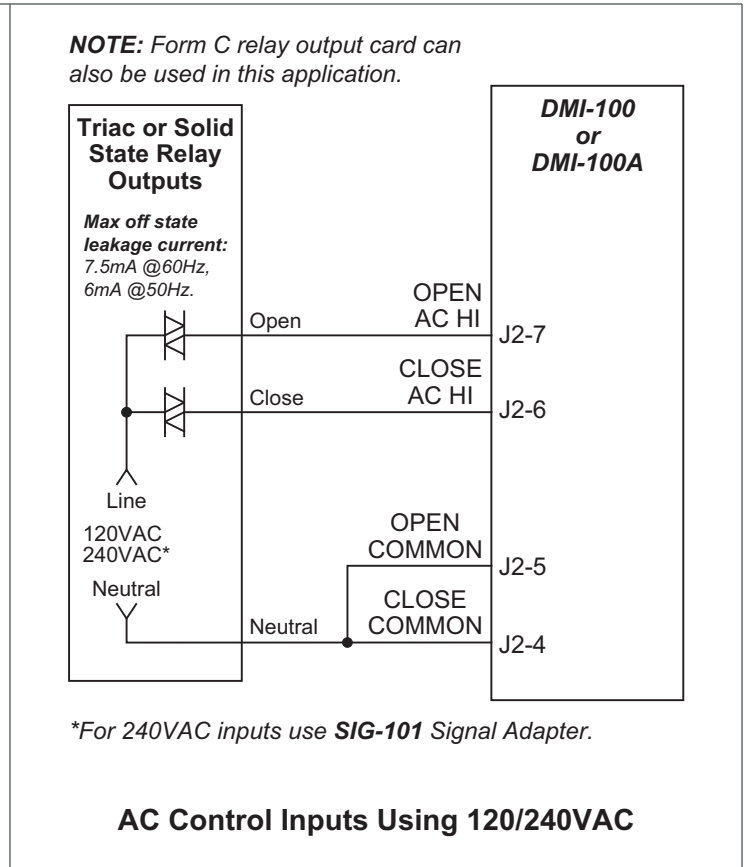 NOTE: Form C relay output card can
also be used in this application.
Triac or Solid
State Relay
Outputs
Max off state
leakage current:
7.5mA @60Hz,
6mA @50Hz.
DMI-100
or
DMI-100A
Open
OPEN
AC HI
J2-7
Close
CLOSE
AC HI
J2-6
Line
120VAC
240VAC*
Neutral
Neutral
OPEN
COMMON
J2-5
CLOSE
COMMON
J2-4
*For 240VAC inputs use SIG-101 Signal Adapter.
AC Control Inputs Using 120/240VAC